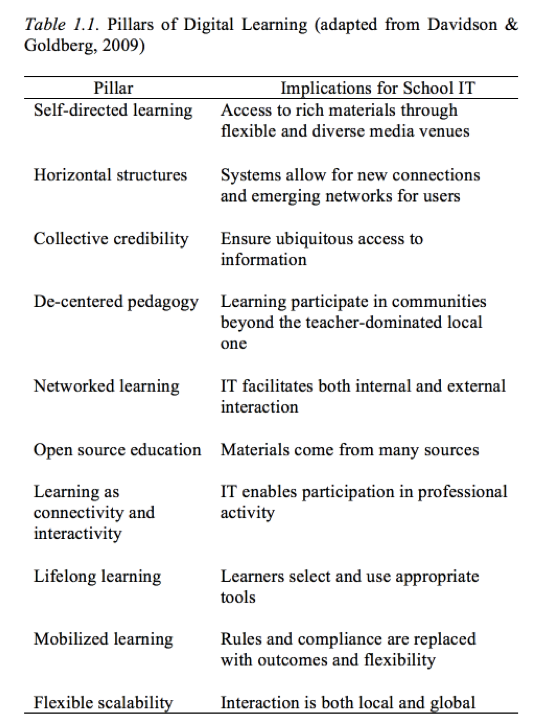 Table 1.1. Pillars of Digital Learning (adapted from Davidson &
Goldberg, 2009)
Pillar Implications for School IT
Self-directed learning Access to rich materials through
flexible and diverse media venues
Horizontal structures Systems allow for new connections
and emerging networks for users
Collective credibility Ensure ubiquitous access to
information
De-centered pedagogy Learning participate in communities
beyond the teacher-dominated local
one
Networked learning IT facilitates both internal and external
interaction
Open source education Materials come from many sources
Learning as IT enables participation in professional
connectivity and activity
interactivity
Lifelong learning Learners select and use appropriate
tools
Mobilized learning Rules and compliance are replaced
with outcomes and flexibility
Flexible scalability Interaction is both local and global